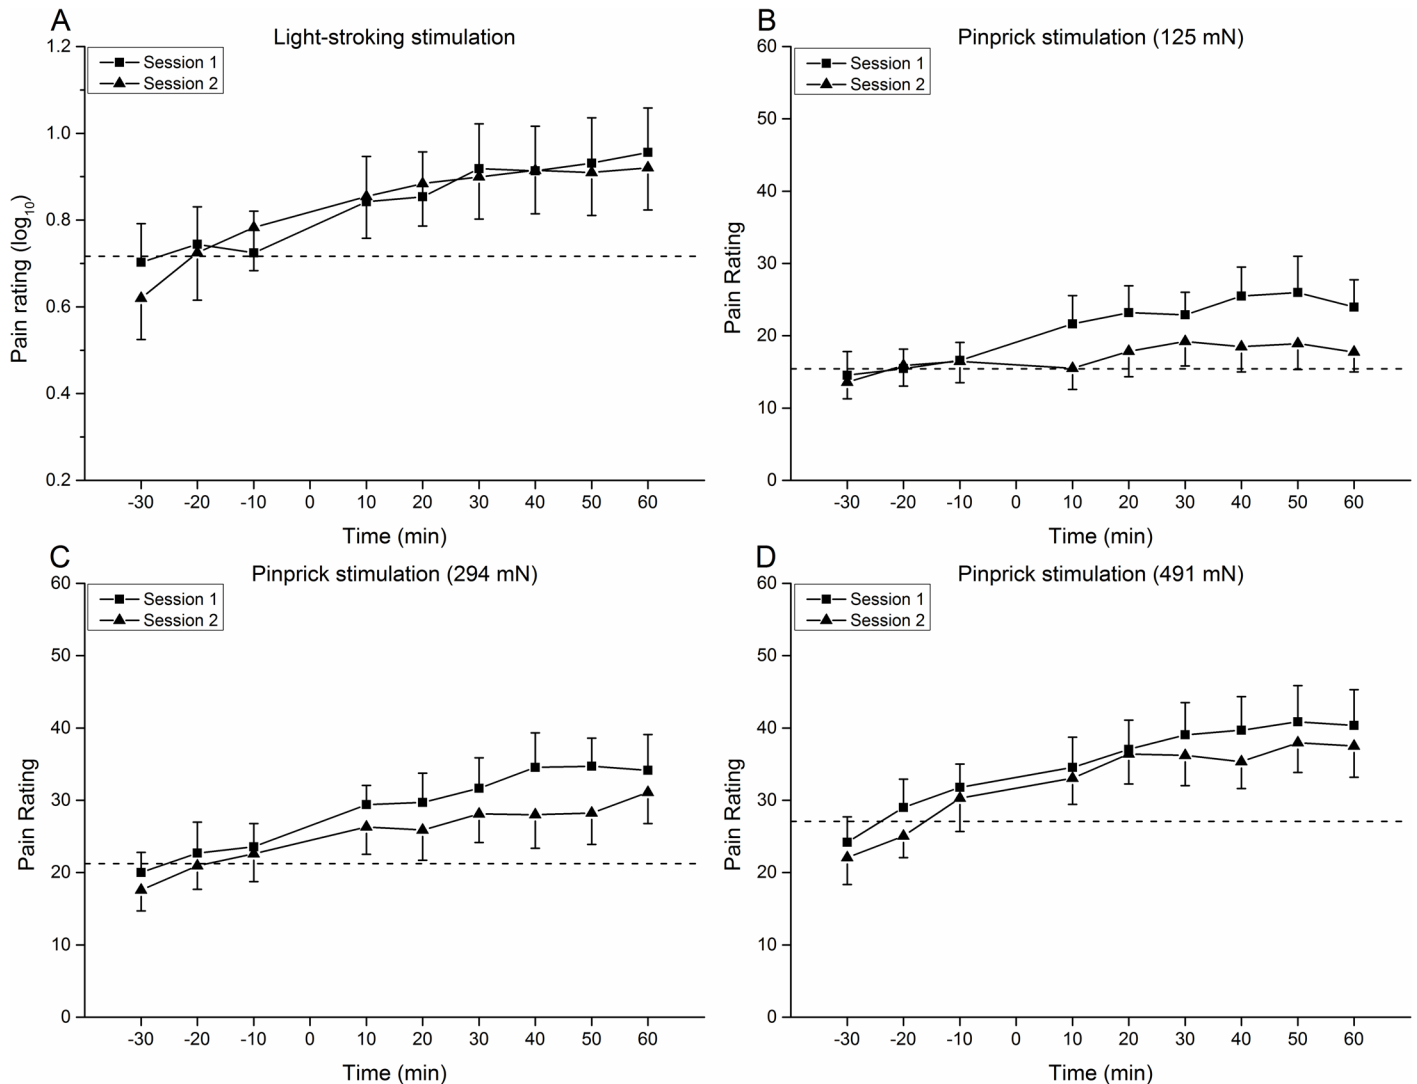 A
Light-stroking stimulation
1.2
1.0
0.8
0.6
0.4
0.2
Pain rating (log10)
Session 1
Session 2
-30 -20 -10 0 10 20 30 40 50 60
Time (min)
B
Pinprick stimulation (125 mN)
60
50
40
30
20
10
0
Pain Rating
Session 1
Session 2
-30 -20 -10 0 10 20 30 40 50 60
Time (min)
C
Pinprick stimulation (294 mN)
60
50
40
30
20
10
0
Pain Rating
Session 1
Session 2
-30 -20 -10 0 10 20 30 40 50 60
Time (min)
D
Pinprick stimulation (491 mN)
60
50
40
30
20
10
0
Pain Rating
Session 1
Session 2
-30 -20 -10 0 10 20 30 40 50 60
Time (min)